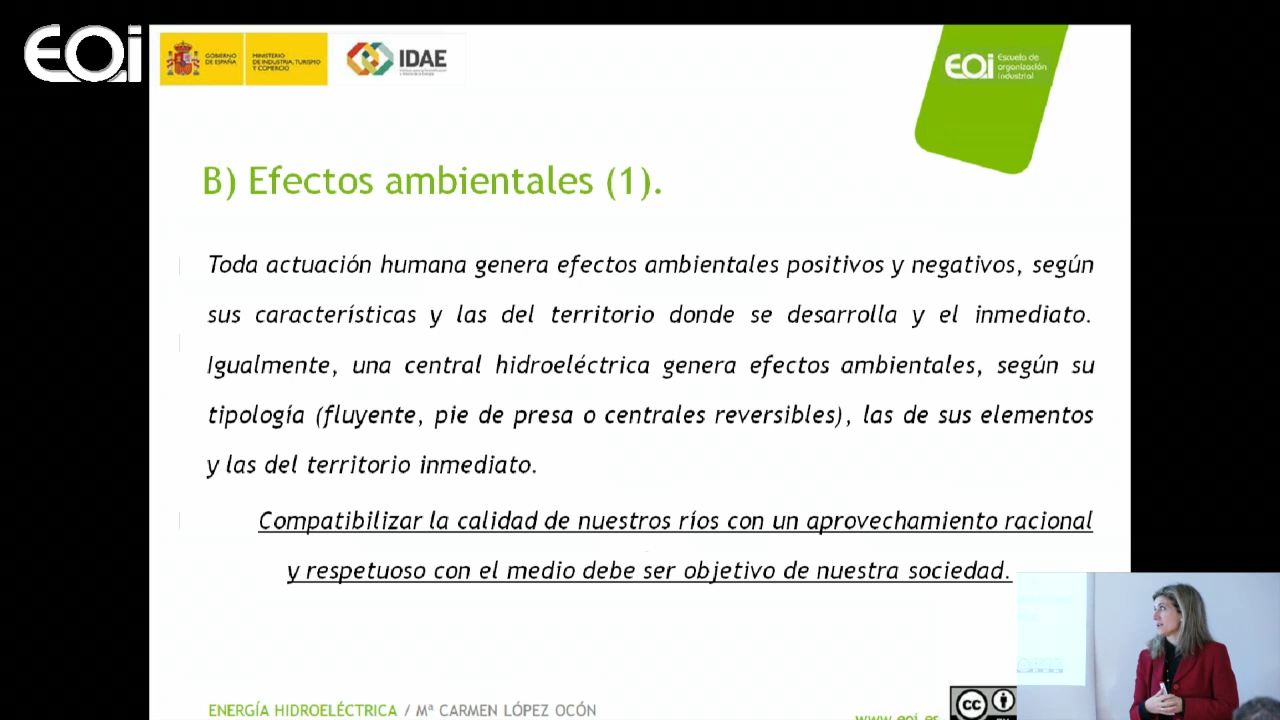 EOi
GOBIERNO
DE ESPAÑA
MINISTERIO
DE INDUSTRIA, TURISMO
Y COMERCIO
IDAE
EOi
Escuela de
organización
industrial
B) Efectos ambientales (1).
Toda actuación humana genera efectos ambientales positivos y negativos, según
sus características y las del territorio donde se desarrolla y el inmediato.
Igualmente, una central hidroeléctrica genera efectos ambientales, según su
tipología (fluyente, pie de presa o centrales reversibles), las de sus elementos
y las del territorio inmediato.
Compatibilizar la calidad de nuestros ríos con un aprovechamiento racional
y respetuoso con el medio debe ser objetivo de nuestra sociedad.
ENERGÍA HIDROELÉCTRICA / Mª CARMEN LÓPEZ OCÓN
www.eoi.es
cc